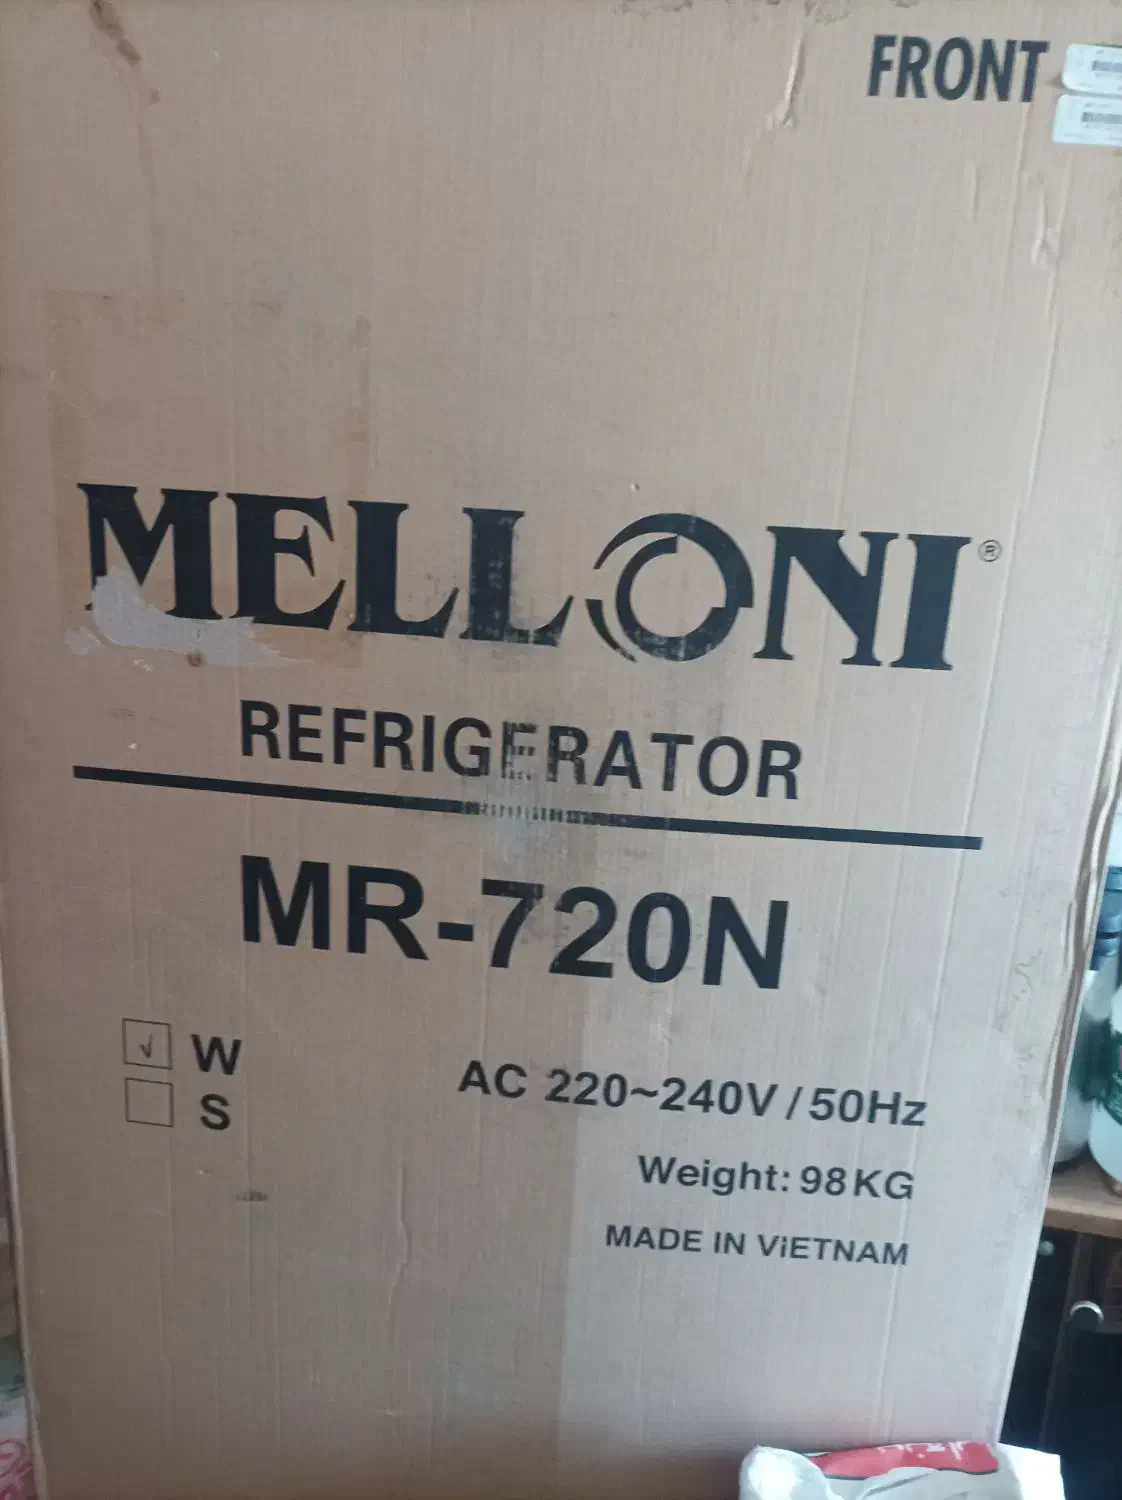 FRONT
MELLONI®
REFRIGERATOR
MR-720N
√ W
S
AC 220~240V / 50Hz
Weight: 98KG
MADE IN ViETNAM